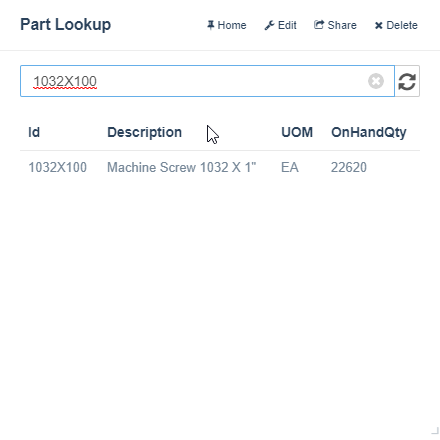 Part Lookup Home Edit Share Delete
1032X100
Id Description UOM OnHandQty
1032X100 Machine Screw 1032 X 1" EA 22620